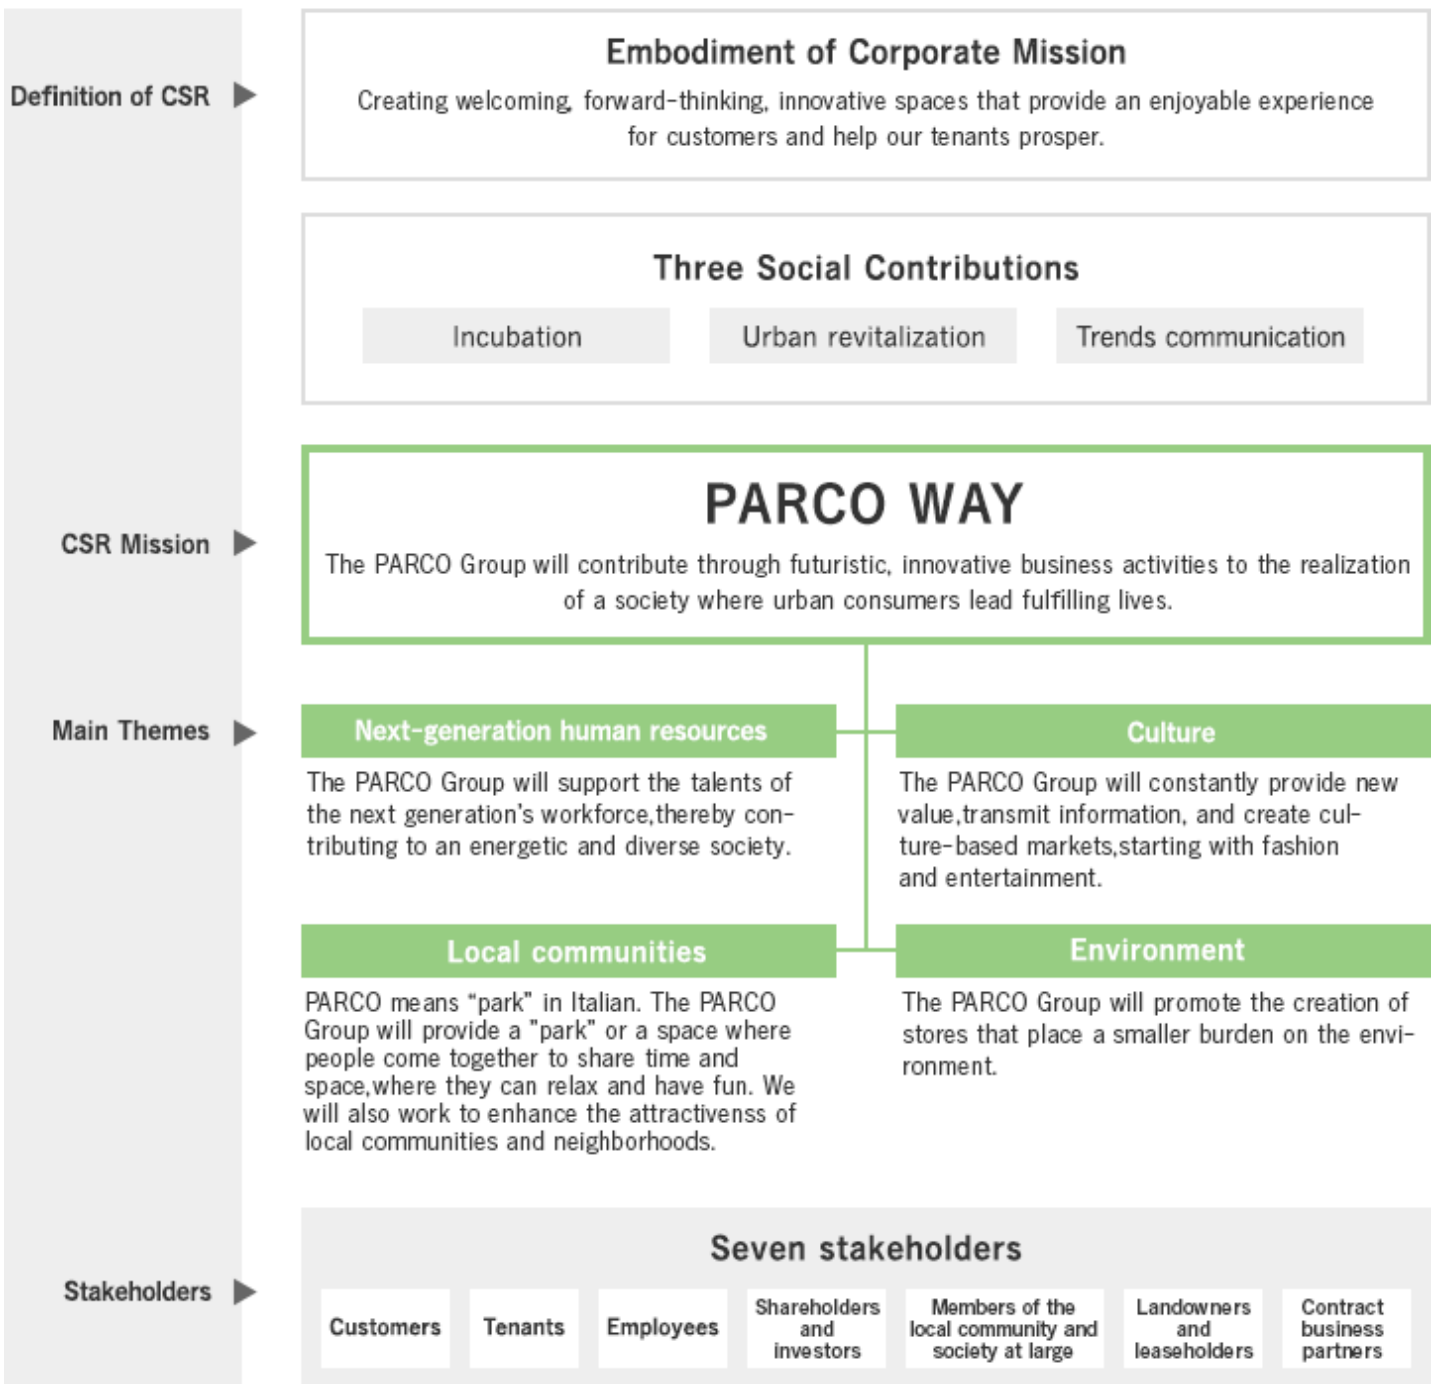 Definition of CSR
Embodiment of Corporate Mission
Creating welcoming, forward-thinking, innovative spaces that provide an enjoyable experience
for customers and help our tenants prosper.
Three Social Contributions
Incubation
Urban revitalization
Trends communication
CSR Mission
PARCO WAY
The PARCO Group will contribute through futuristic, innovative business activities to the realization
of a society where urban consumers lead fulfilling lives.
Main Themes
Next-generation human resources
The PARCO Group will support the talents of
the next generation's workforce,thereby con-
tributing to an energetic and diverse society.
Culture
The PARCO Group will constantly provide new
value,transmit information, and create cul-
ture-based markets,starting with fashion
and entertainment.
Local communities
PARCO means “park” in Italian. The PARCO
Group will provide a "park" or a space where
people come together to share time and
space,where they can relax and have fun. We
will also work to enhance the attractivenss of
local communities and neighborhoods.
Environment
The PARCO Group will promote the creation of
stores that place a smaller burden on the envi-
ronment.
Stakeholders
Seven stakeholders
Customers
Tenants
Employees
Shareholders
and
investors
Members of the
local community and
society at large
Landowners
and
leaseholders
Contract
business
partners